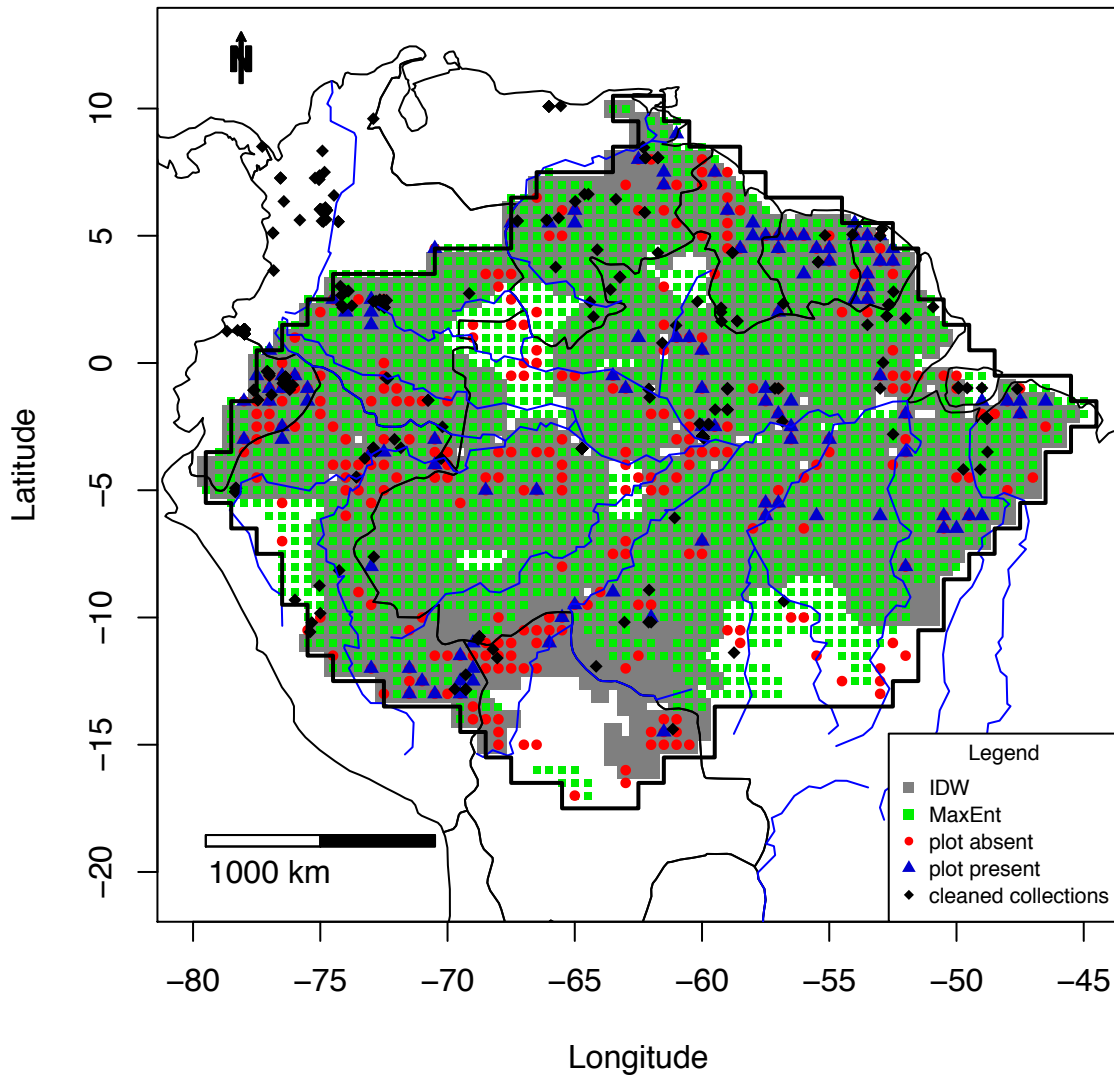 N
10
5
0
−5
−10
−15
−20
Latitude
1000 km
Legend
IDW
MaxEnt
plot absent
plot present
cleaned collections
−80 −75 −70 −65 −60 −55 −50 −45
Longitude